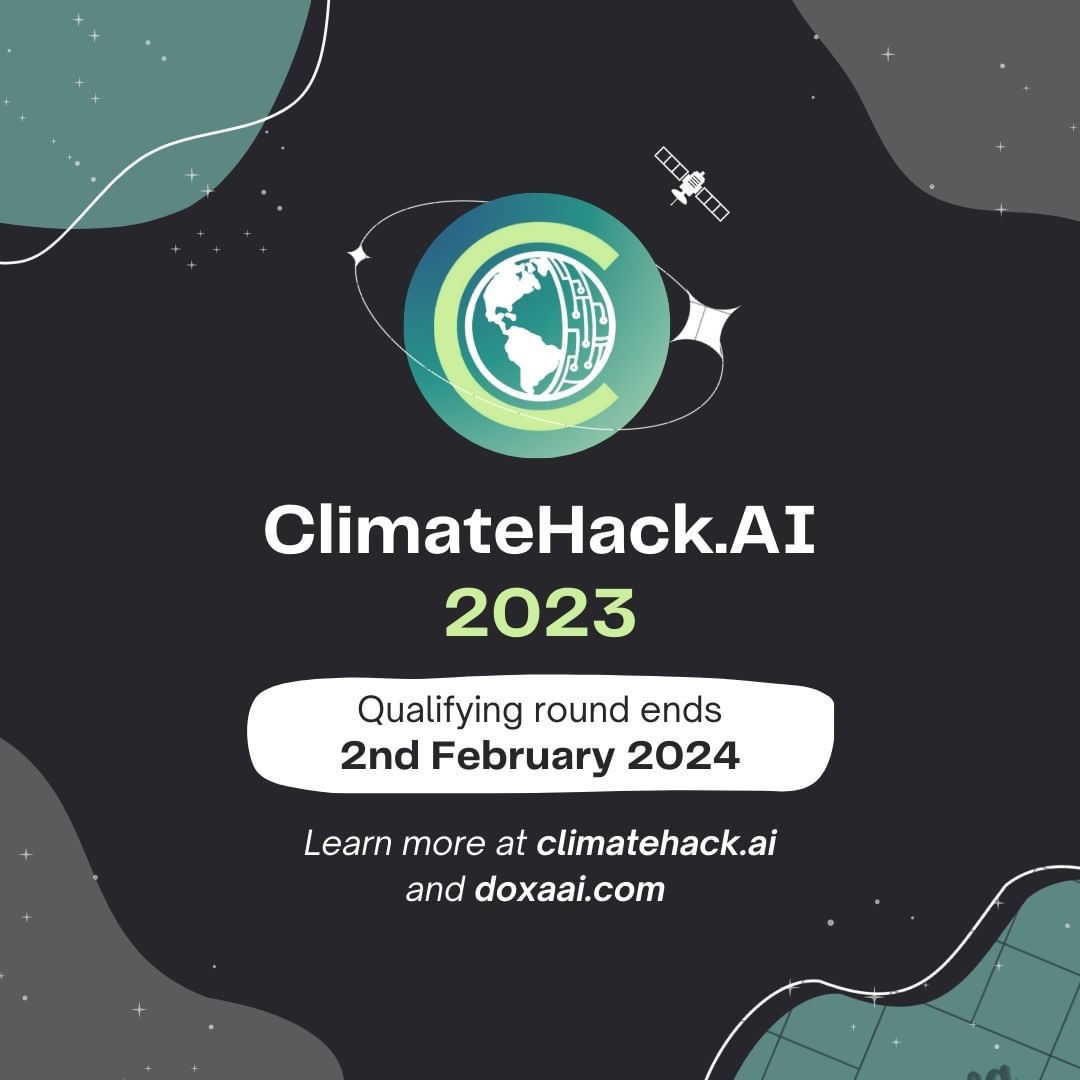 ClimateHack.AI
2023
Qualifying round ends
2nd February 2024
Learn more at climatehack.ai
and doxaai.com